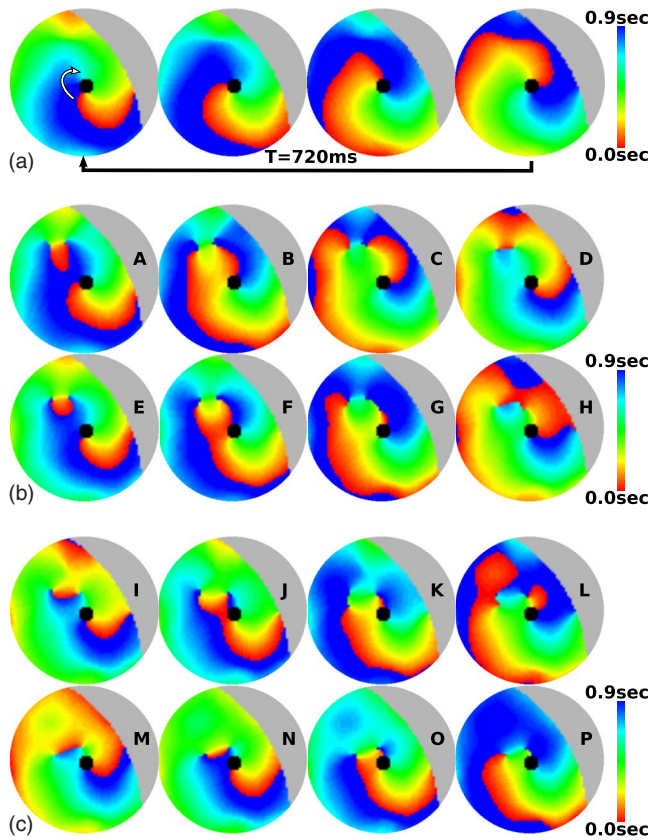 0.9sec
0.0sec
(a)
T=720ms
A B C D
0.9sec
E F G H
(b)
0.0sec
I J K L
0.9sec
M N O P
(c)
0.0sec